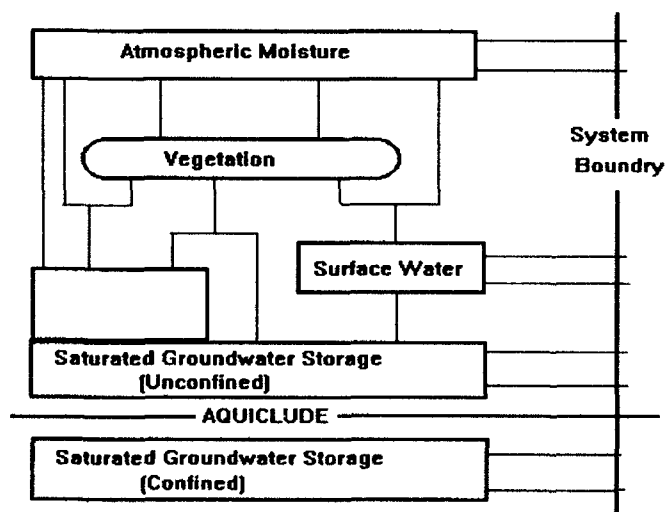 Atmospheric Moisture
System
Boundry
Vegetation
Surface Water
Saturated Groundwater Storage
(Unconfined)
AQUICLUDE
Saturated Groundwater Storage
(Confined)